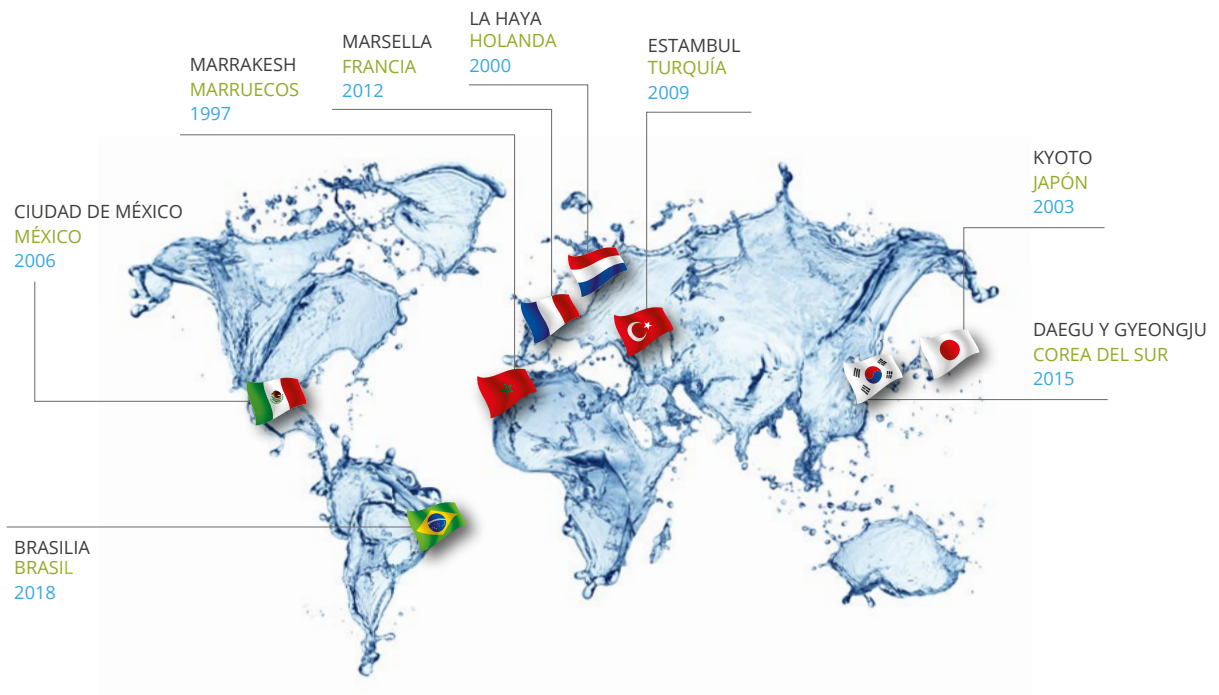 LA HAYA
HOLANDA
2000
MARSELLA
FRANCIA
2012
ESTAMBUL
TURQUÍA
2009
MARRAKESH
MARRUECOS
1997
KYOTO
JAPÓN
2003
CIUDAD DE MÉXICO
MÉXICO
2006
DAEGU Y GYEONGJU
COREA DEL SUR
2015
BRASILIA
BRASIL
2018